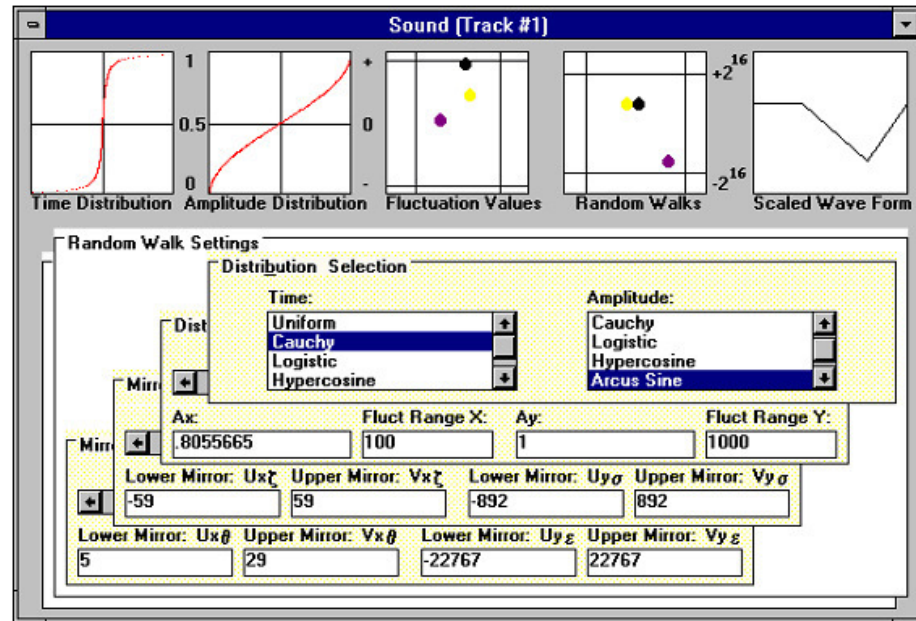 Sound (Track #1)
1
0.5
0
+
0
-
+2^16
-2^16
Time Distribution Amplitude Distribution Fluctuation Values Random Walks Scaled Wave Form
Random Walk Settings
Distribution Selection
Time: Amplitude:
Uniform
Cauchy
Logistic
Hypercosine
Cauchy
Logistic
Hypercosine
Arcus Sine
Dist
Ax: Fluct Range X: Ay: Fluct Range Y:
.8055665 100 1 1000
Mirro
Lower Mirror: Uxζ Upper Mirror: Vxζ Lower Mirror: Uyσ Upper Mirror: Vyσ
-59 59 -892 892
Mirro
Lower Mirror: Uxθ Upper Mirror: Vxθ Lower Mirror: Uyε Upper Mirror: Vyε
5 29 -22767 22767